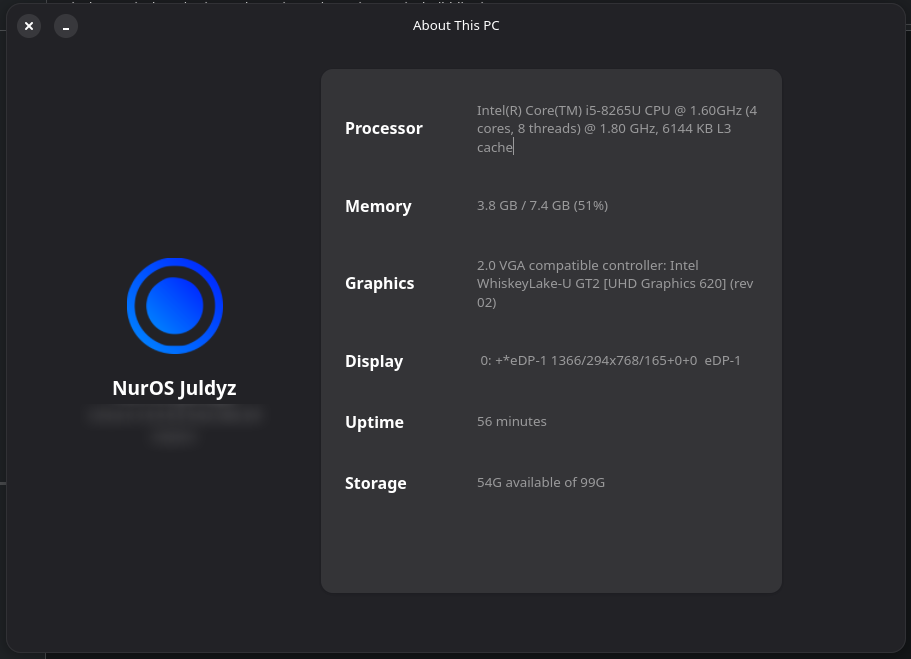 About This PC
Processor
Intel(R) Core(TM) i5-8265U CPU @ 1.60GHz (4
cores, 8 threads) @ 1.80 GHz, 6144 KB L3
cache
Memory
3.8 GB / 7.4 GB (51%)
Graphics
2.0 VGA compatible controller: Intel
WhiskeyLake-U GT2 [UHD Graphics 620] (rev
02)
Display
0: +*eDP-1 1366/294x768/165+0+0  eDP-1
Uptime
56 minutes
Storage
54G available of 99G
NurOS Juldyz